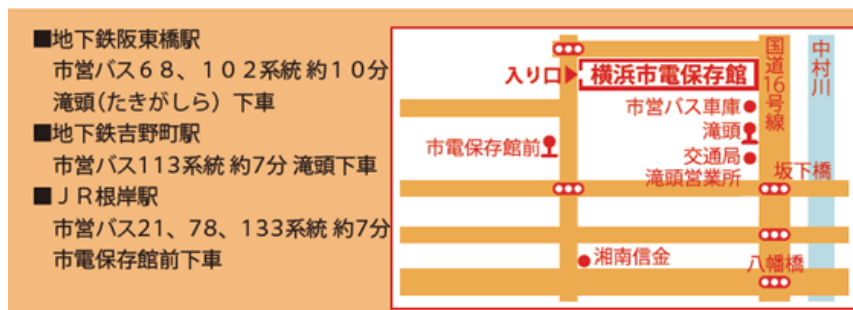 ■地下鉄阪東橋駅
市営バス68、102系統 約10分
滝頭(たきがしら) 下車
■地下鉄吉野町駅
市営バス113系統 約7分 滝頭下車
■JR根岸駅
市営バス21、78、133系統 約7分
市電保存館前下車
入り口
横浜市電保存館
市営バス車庫
滝頭
交通局
滝頭営業所
市電保存館前
国道16号線
中村川
坂下橋
湘南信金
八幡橋